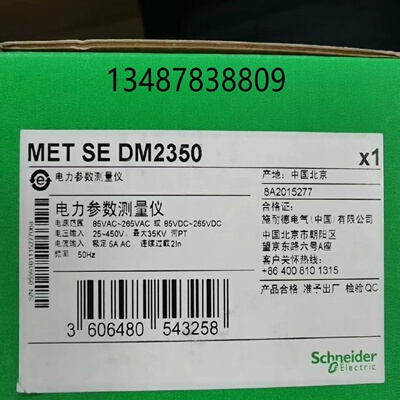 13487838809
MET SE DM2350
x1
电力参数测量仪
产地：中国北京
8A2015277
电力参数测量仪
电源范围 85VAC~265VAC 或 85VDC~265VDC
电压输入 25~450V，最大35KV 带PT
电流输入 额定5A AC 连续过载2In
频率 50Hz
合格证：
施耐德电气（中国）有限公司
中国北京市朝阳区
望京东路六号A座
客户关怀热线：
+86 400 810 1315
产品合格 准予出厂 检验QC
3 606480 543258
Schneider
Electric